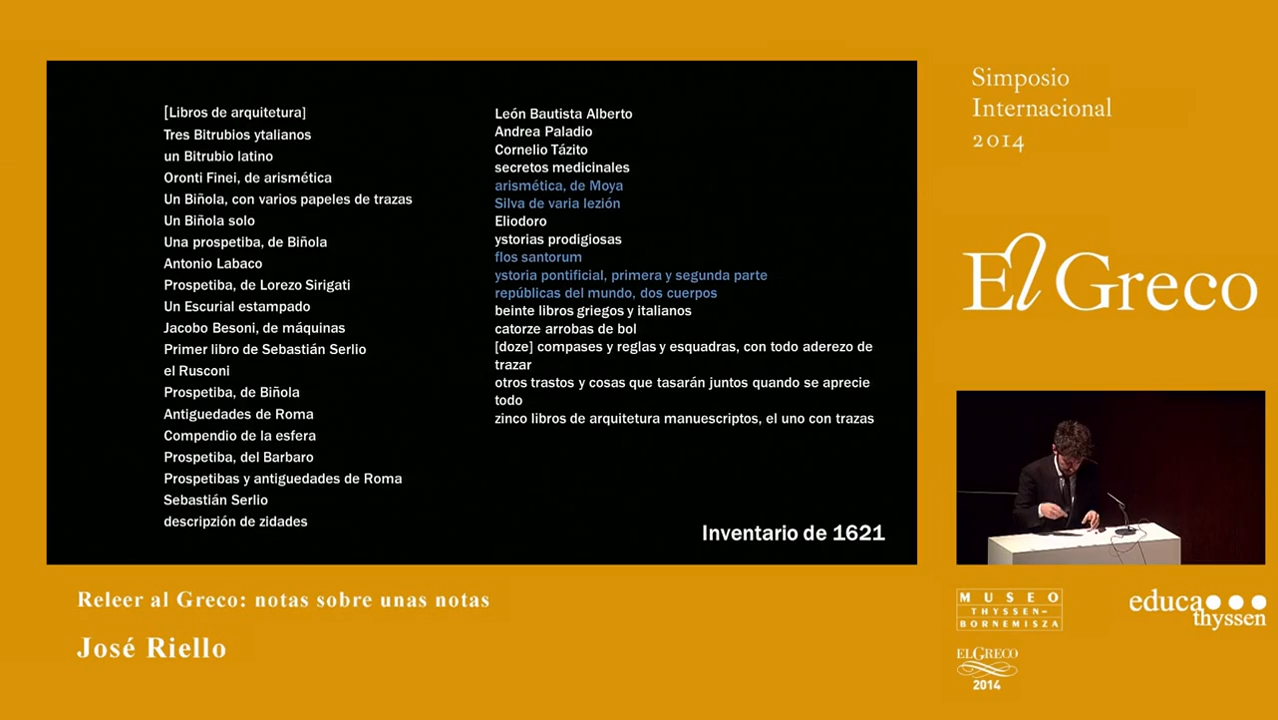 [Libros de arquitetura]
Tres Bitrubios ytalianos
un Bitrubio latino
Oronti Finei, de arismética
Un Biñola, con varios papeles de trazas
Un Biñola solo
Una prospetiba, de Biñola
Antonio Labaco
Prospetiba, de Lorezo Sirigati
Un Escurial estampado
Jacobo Besoni, de máquinas
Primer libro de Sebastián Serlio
el Rusconi
Prospetiba, de Biñola
Antiguedades de Roma
Compendio de la esfera
Prospetiba, del Barbaro
Prospetibas y antiguedades de Roma
Sebastián Serlio
descripzión de zidades
León Bautista Alberto
Andrea Paladio
Cornelio Tázito
secretos medicinales
arismética, de Moya
Silva de varia lezión
Eliodoro
ystorias prodigiosas
flos santorum
ystoria pontificial, primera y segunda parte
repúblicas del mundo, dos cuerpos
beinte libros griegos y italianos
catorze arrobas de bol
[doze] compases y reglas y esquadras, con todo aderezo de
trazar
otros trastos y cosas que tasarán juntos quando se aprecie
todo
zinco libros de arquitetura manuescriptos, el uno con trazas
Inventario de 1621
Simposio
Internacional
2014
El Greco
Releer al Greco: notas sobre unas notas
José Riello
MUSEO
THYSSEN-
BORNEMISZA
educa
thyssen
ELGRECO
2014